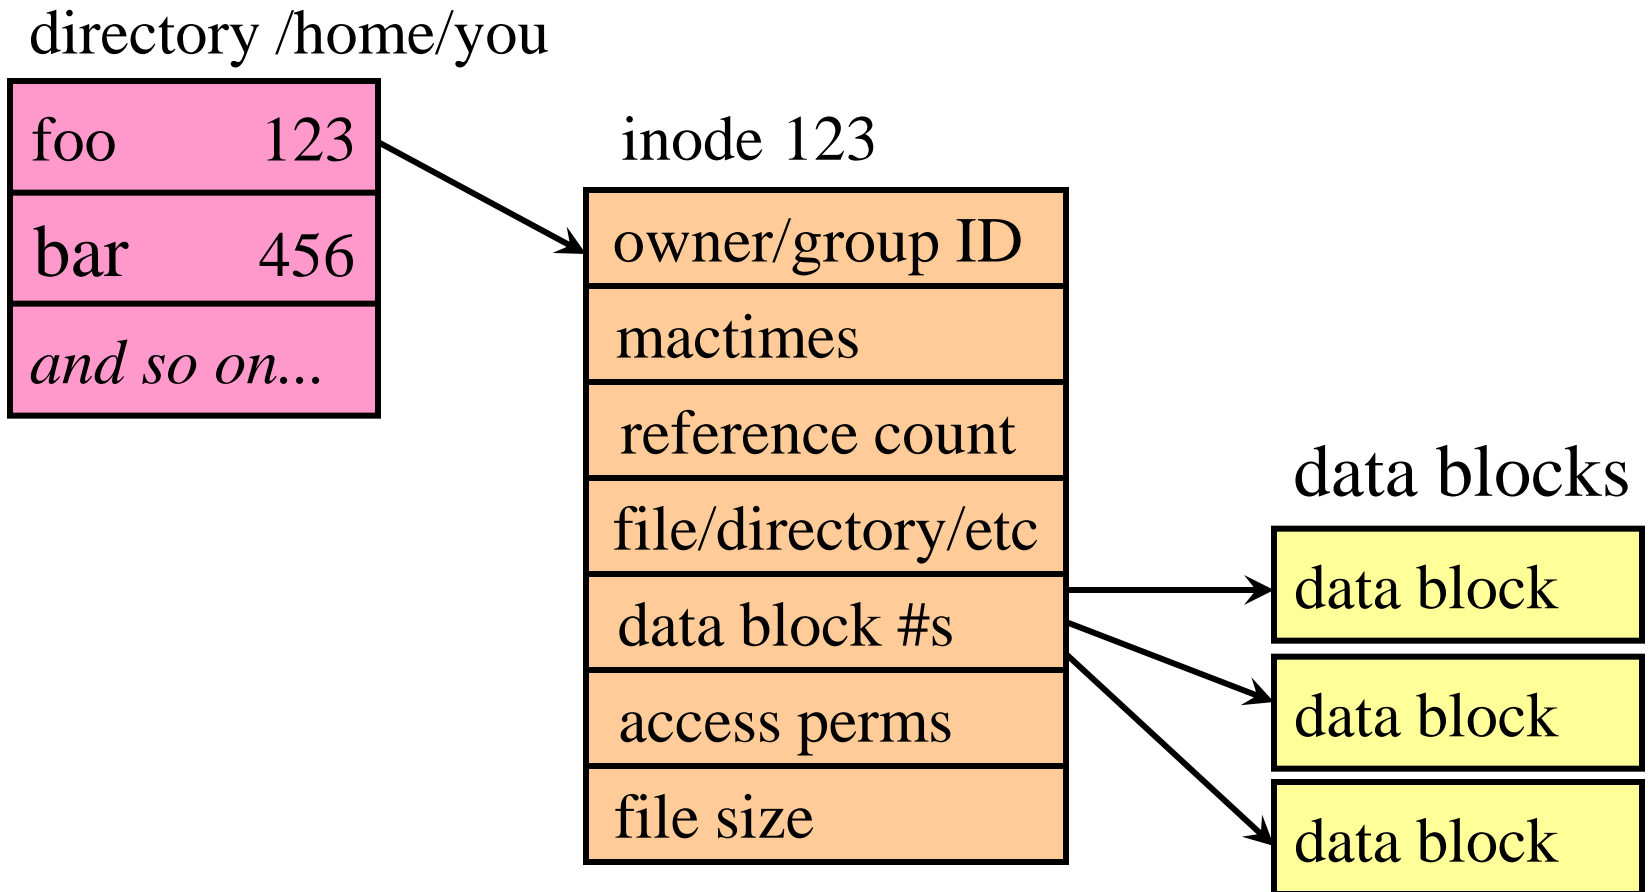 directory /home/you
foo 123
bar 456
and so on...
inode 123
owner/group ID
mactimes
reference count
file/directory/etc
data block #s
access perms
file size
data blocks
data block
data block
data block